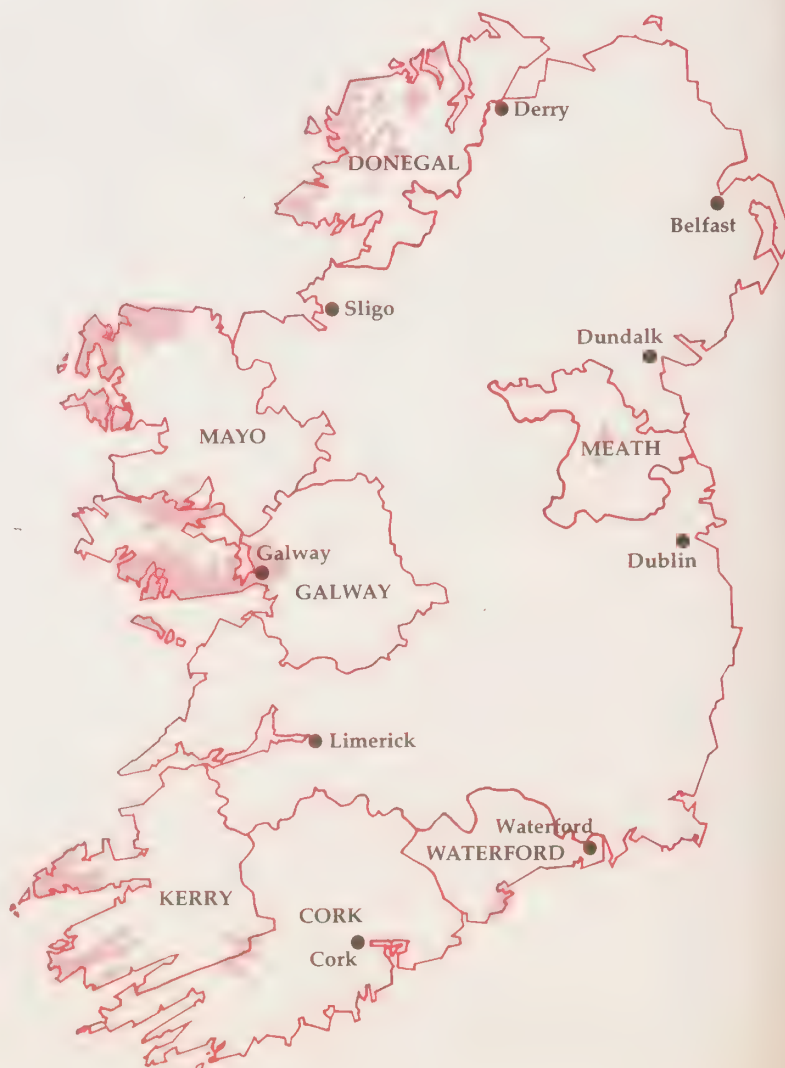 Derry
DONEGAL
Belfast
Sligo
Dundalk
MAYO
MEATH
Dublin
Galway
GALWAY
Limerick
Waterford
WATERFORD
KERRY
CORK
Cork